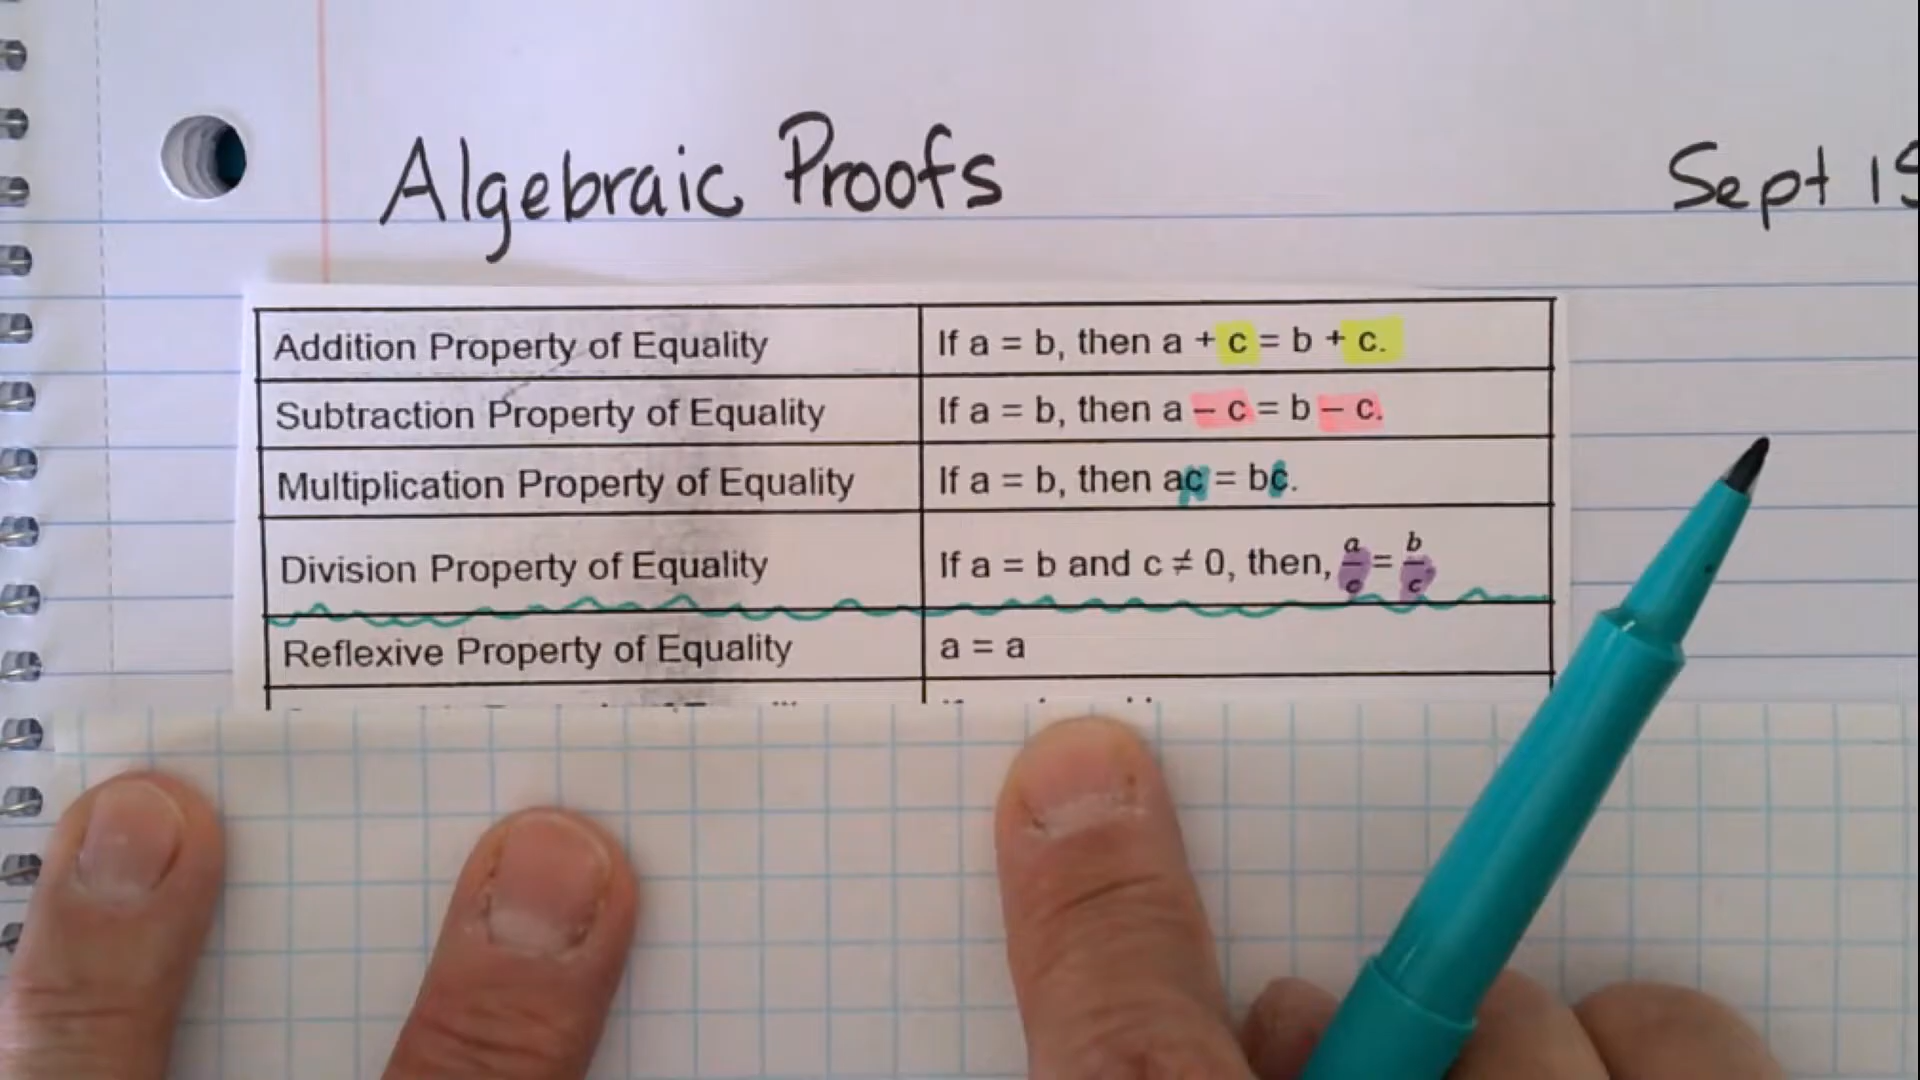 Algebraic Proofs
Sept 15
Addition Property of Equality
If a = b, then a + c = b + c.
Subtraction Property of Equality
If a = b, then a – c = b – c.
Multiplication Property of Equality
If a = b, then ac = bc.
Division Property of Equality
If a = b and c ≠ 0, then, a/c = b/c
Reflexive Property of Equality
a = a